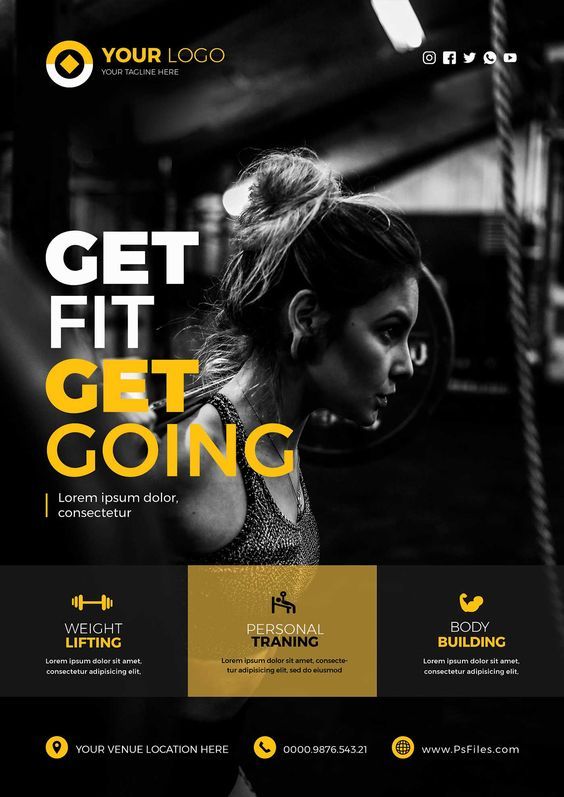 YOUR LOGO
YOUR TAGLINE HERE
GET
FIT
GET
GOING
Lorem ipsum dolor,
consectetur
WEIGHT
LIFTING
Lorem ipsum dolor sit amet,
consectetur adipisicing elit,
PERSONAL
TRANING
Lorem ipsum dolor sit amet, consecte-
tur adipisicing elit, sed do eiusmod
BODY
BUILDING
Lorem ipsum dolor sit amet,
consectetur adipisicing elit,
YOUR VENUE LOCATION HERE
0000.9876.543.21
www.PsFiles.com